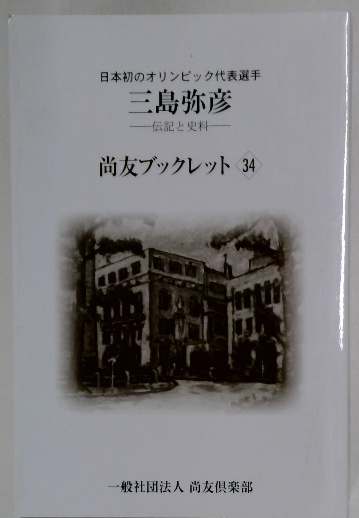 日本初のオリンピック代表選手
三島弥彦
―伝記と史料―
尚友ブックレット 34
一般社団法人 尚友倶楽部